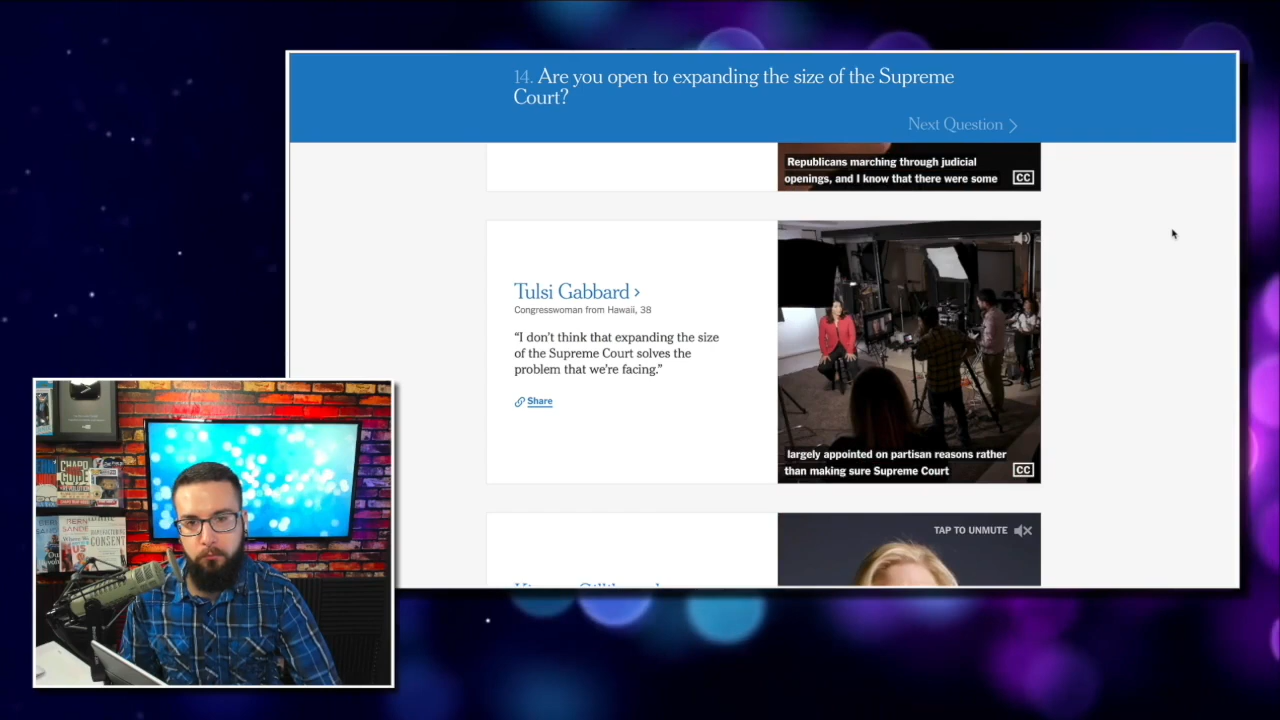 14. Are you open to expanding the size of the Supreme
Court?
Next Question
Republicans marching through judicial
openings, and I know that there were some
CC
Tulsi Gabbard ›
Congresswoman from Hawaii, 38
“I don’t think that expanding the size
of the Supreme Court solves the
problem that we’re facing.”
Share
largely appointed on partisan reasons rather
than making sure Supreme Court
CC
TAP TO UNMUTE
CHAPO
GUIDE
CONSENT